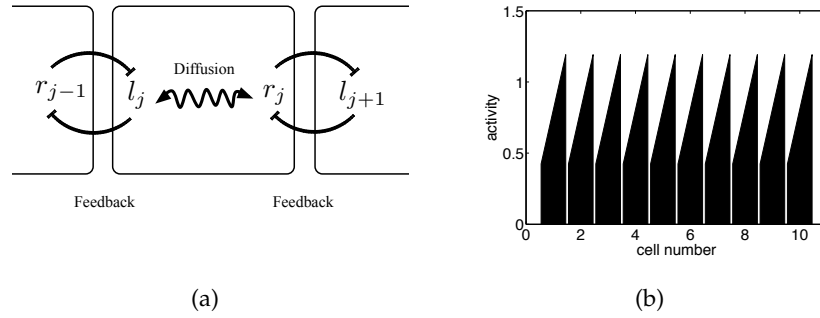 Diffusion
r_{j−1} l_j r_j l_{j+1}
Feedback Feedback
(a)
1.5
1
0.5
0
activity
0 2 4 6 8 10
cell number
(b)